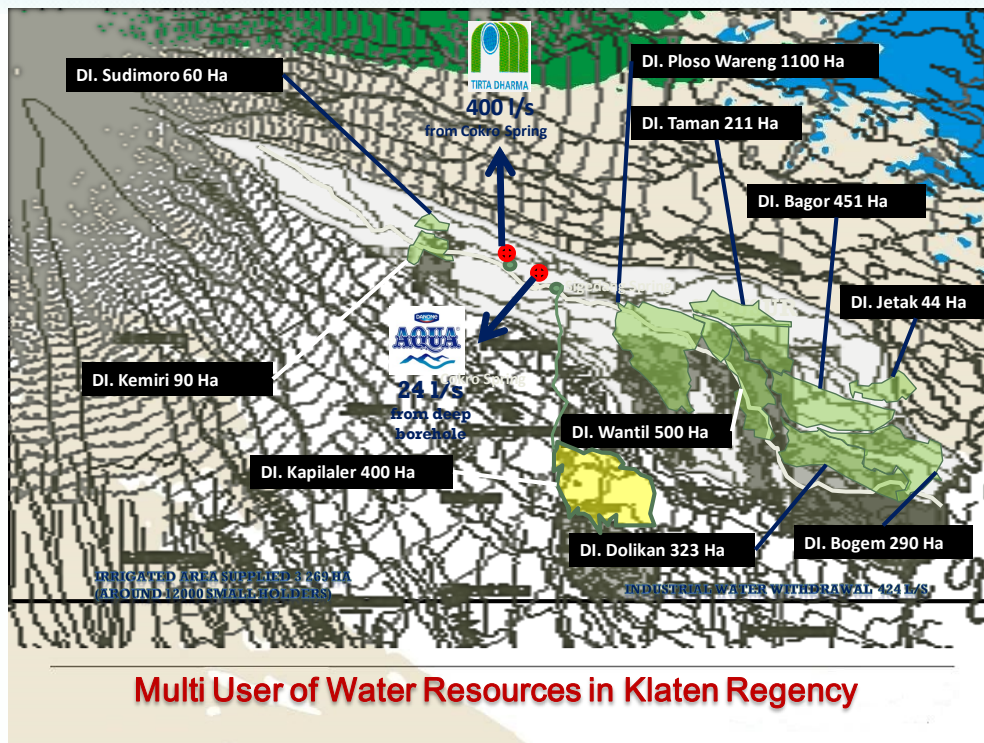 TIRTA DHARMA
400 l/s
from Cokro Spring
DI. Sudimoro 60 Ha
DI. Ploso Wareng 1100 Ha
DI. Taman 211 Ha
DI. Bagor 451 Ha
DI. Jetak 44 Ha
DANONE
AQUA
24 l/s
from deep
borehole
Cokro Spring
DI. Kemiri 90 Ha
DI. Wantil 500 Ha
DI. Kapilaler 400 Ha
DI. Dolikan 323 Ha
DI. Bogem 290 Ha
IRRIGATED AREA SUPPLIED 3 269 HA
(AROUND 12000 SMALL HOLDERS)
INDUSTRIAL WATER WITHDRAWAL 424 L/S
Multi User of Water Resources in Klaten Regency